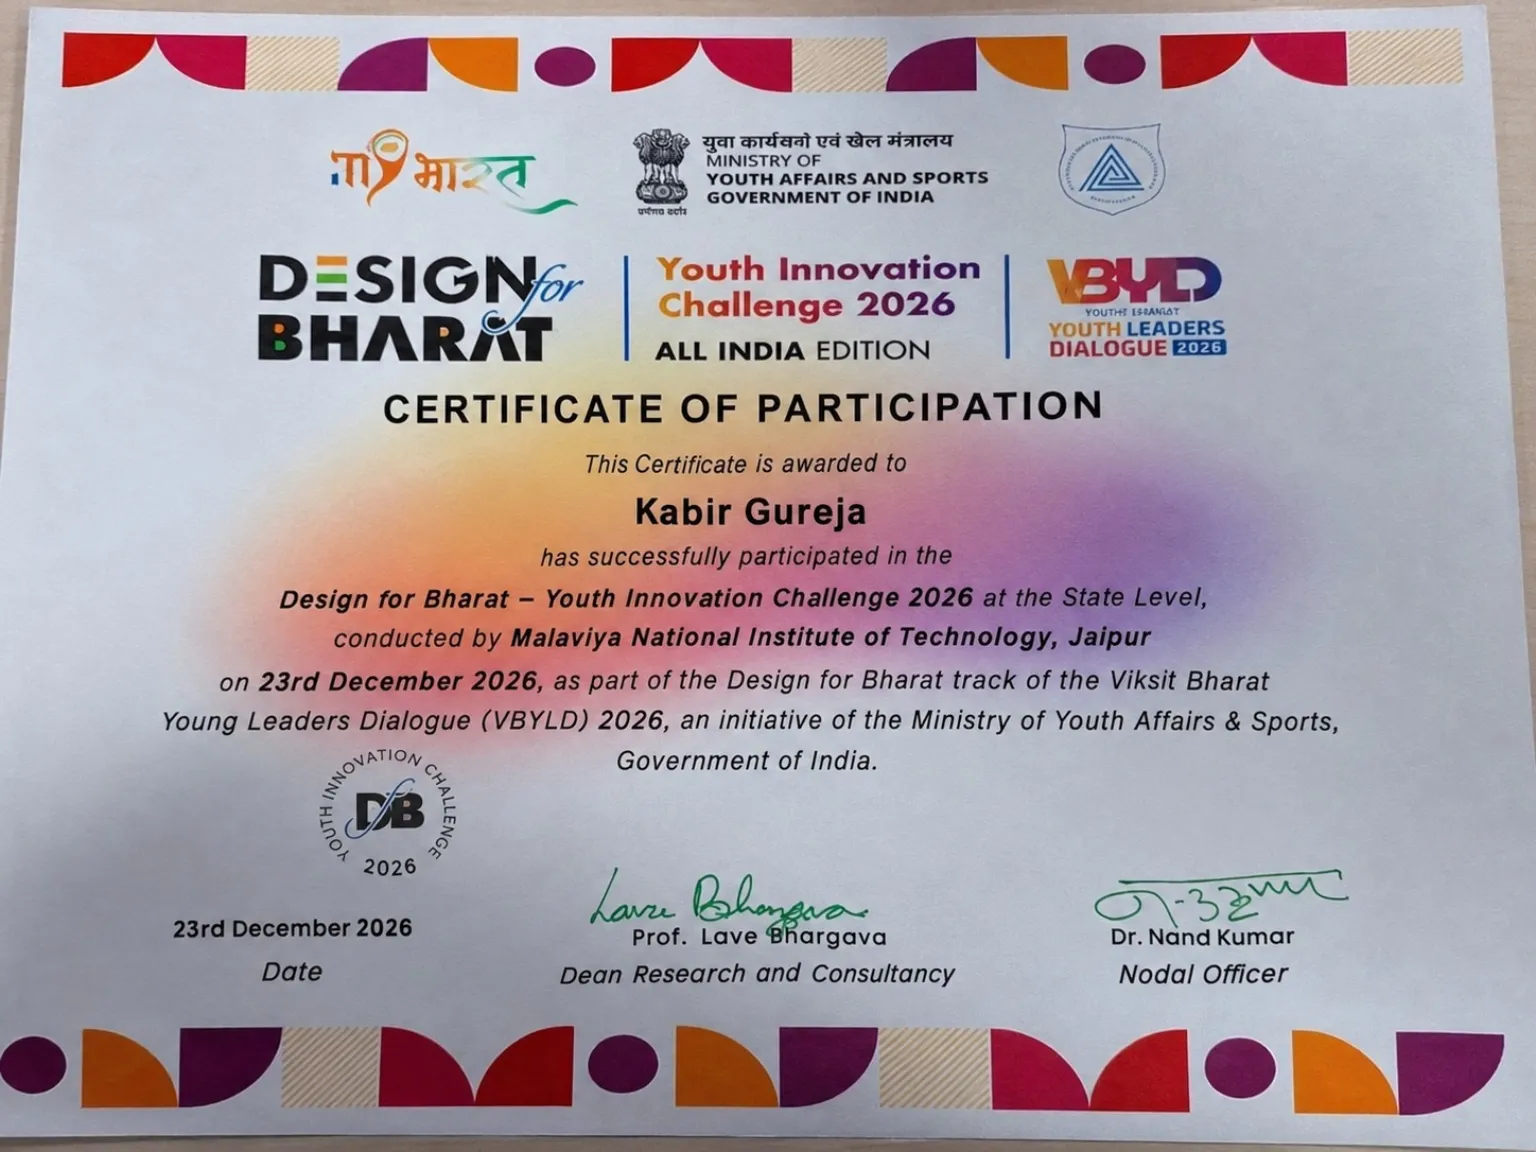 भारत
युवा कार्यसनो एवं खेल मंत्रालय
MINISTRY OF
YOUTH AFFAIRS AND SPORTS
GOVERNMENT OF INDIA
DESIGN for
BHARAT
Youth Innovation
Challenge 2026
ALL INDIA EDITION
VBYLD
YOUTH LEADERS
DIALOGUE 2026
CERTIFICATE OF PARTICIPATION
This Certificate is awarded to
Kabir Gureja
has successfully participated in the
Design for Bharat – Youth Innovation Challenge 2026 at the State Level,
conducted by Malaviya National Institute of Technology, Jaipur
on 23rd December 2026, as part of the Design for Bharat track of the Viksit Bharat
Young Leaders Dialogue (VBYLD) 2026, an initiative of the Ministry of Youth Affairs & Sports,
Government of India.
YOUTH INNOVATION CHALLENGE
DfB
2026
23rd December 2026
Date
Lave Bhargava
Prof. Lave Bhargava
Dean Research and Consultancy
Dr. Nand Kumar
Nodal Officer